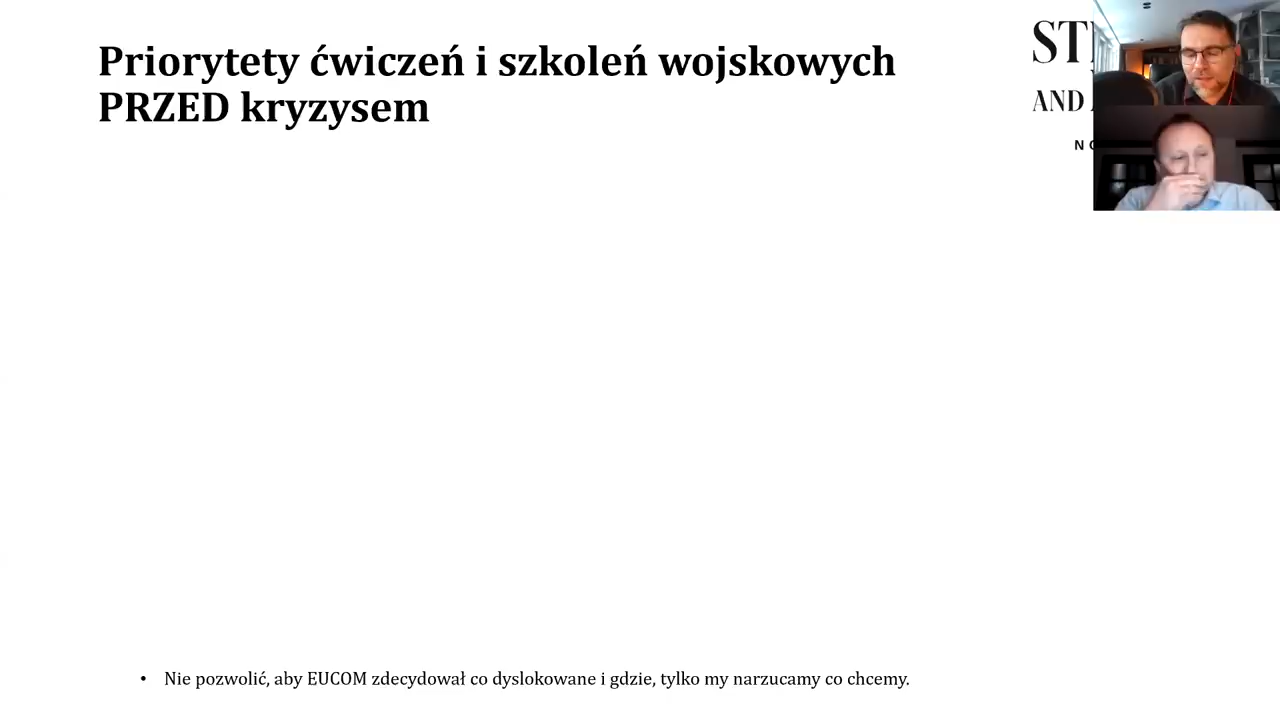 Priorytety ćwiczeń i szkoleń wojskowych
PRZED kryzysem
AND
• Nie pozwolić, aby EUCOM zdecydował co dyslokowane i gdzie, tylko my narzucamy co chcemy.